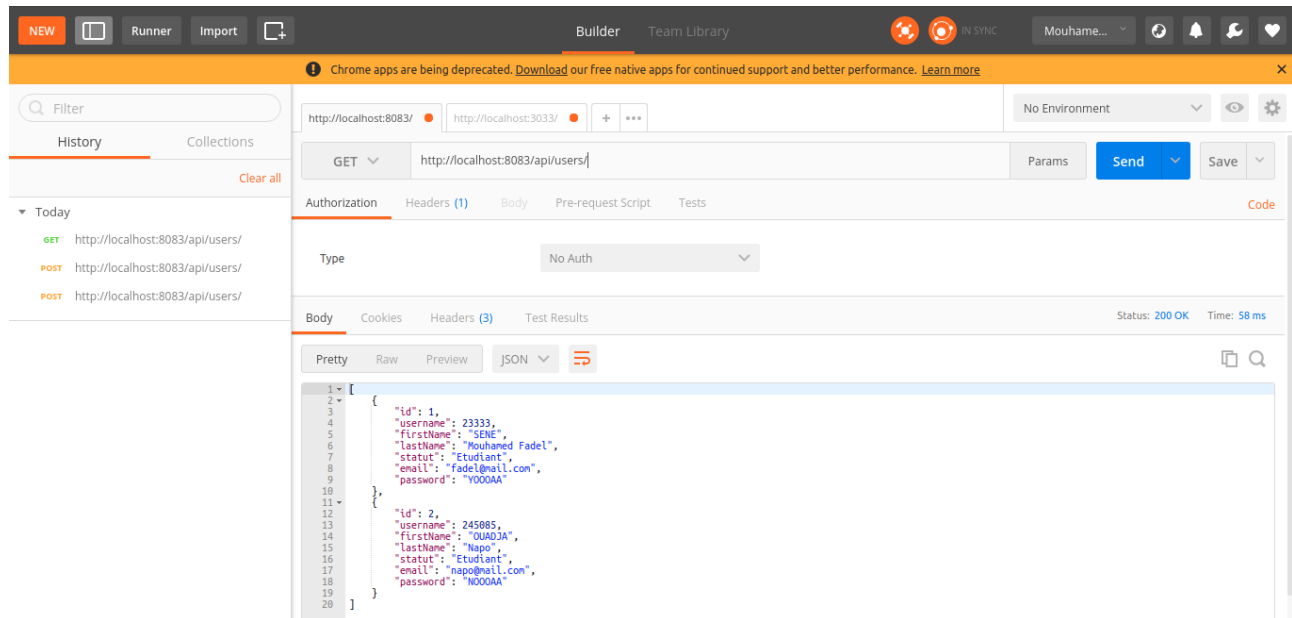 NEW Runner Import Builder Team Library IN SYNC Mouhame...
Chrome apps are being deprecated. Download our free native apps for continued support and better performance. Learn more
Filter
History Collections
Clear all
Today
GET http://localhost:8083/api/users/
POST http://localhost:8083/api/users/
POST http://localhost:8083/api/users/
http://localhost:8083/ http://localhost:3033/ + ••• No Environment
GET http://localhost:8083/api/users/ Params Send Save
Authorization Headers (1) Body Pre-request Script Tests Code
Type No Auth
Body Cookies Headers (3) Test Results Status: 200 OK Time: 58 ms
Pretty Raw Preview JSON
1 [
2 {
3 "id": 1,
4 "username": 23333,
5 "firstName": "SENE",
6 "lastName": "Mouhamed Fadel",
7 "statut": "Etudiant",
8 "email": "fadel@mail.com",
9 "password": "YOOOAA"
10 },
11 {
12 "id": 2,
13 "username": 245085,
14 "firstName": "OUADJA",
15 "lastName": "Napo",
16 "statut": "Etudiant",
17 "email": "napo@mail.com",
18 "password": "NOOOAA"
19 }
20 ]